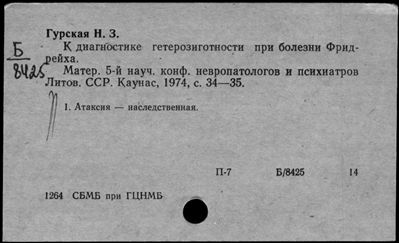 Гурская Н. З.
К диагностике гетерозиготности при болезни Фрид-
рейха.
Б
8425
Матер. 5-й науч. конф. невропатологов и психиатров
Литов. ССР. Каунас, 1974, с. 34—35.
1. Атаксия — наследственная.
П-7 Б/8425 14
1264 СБМБ при ГЦНМБ